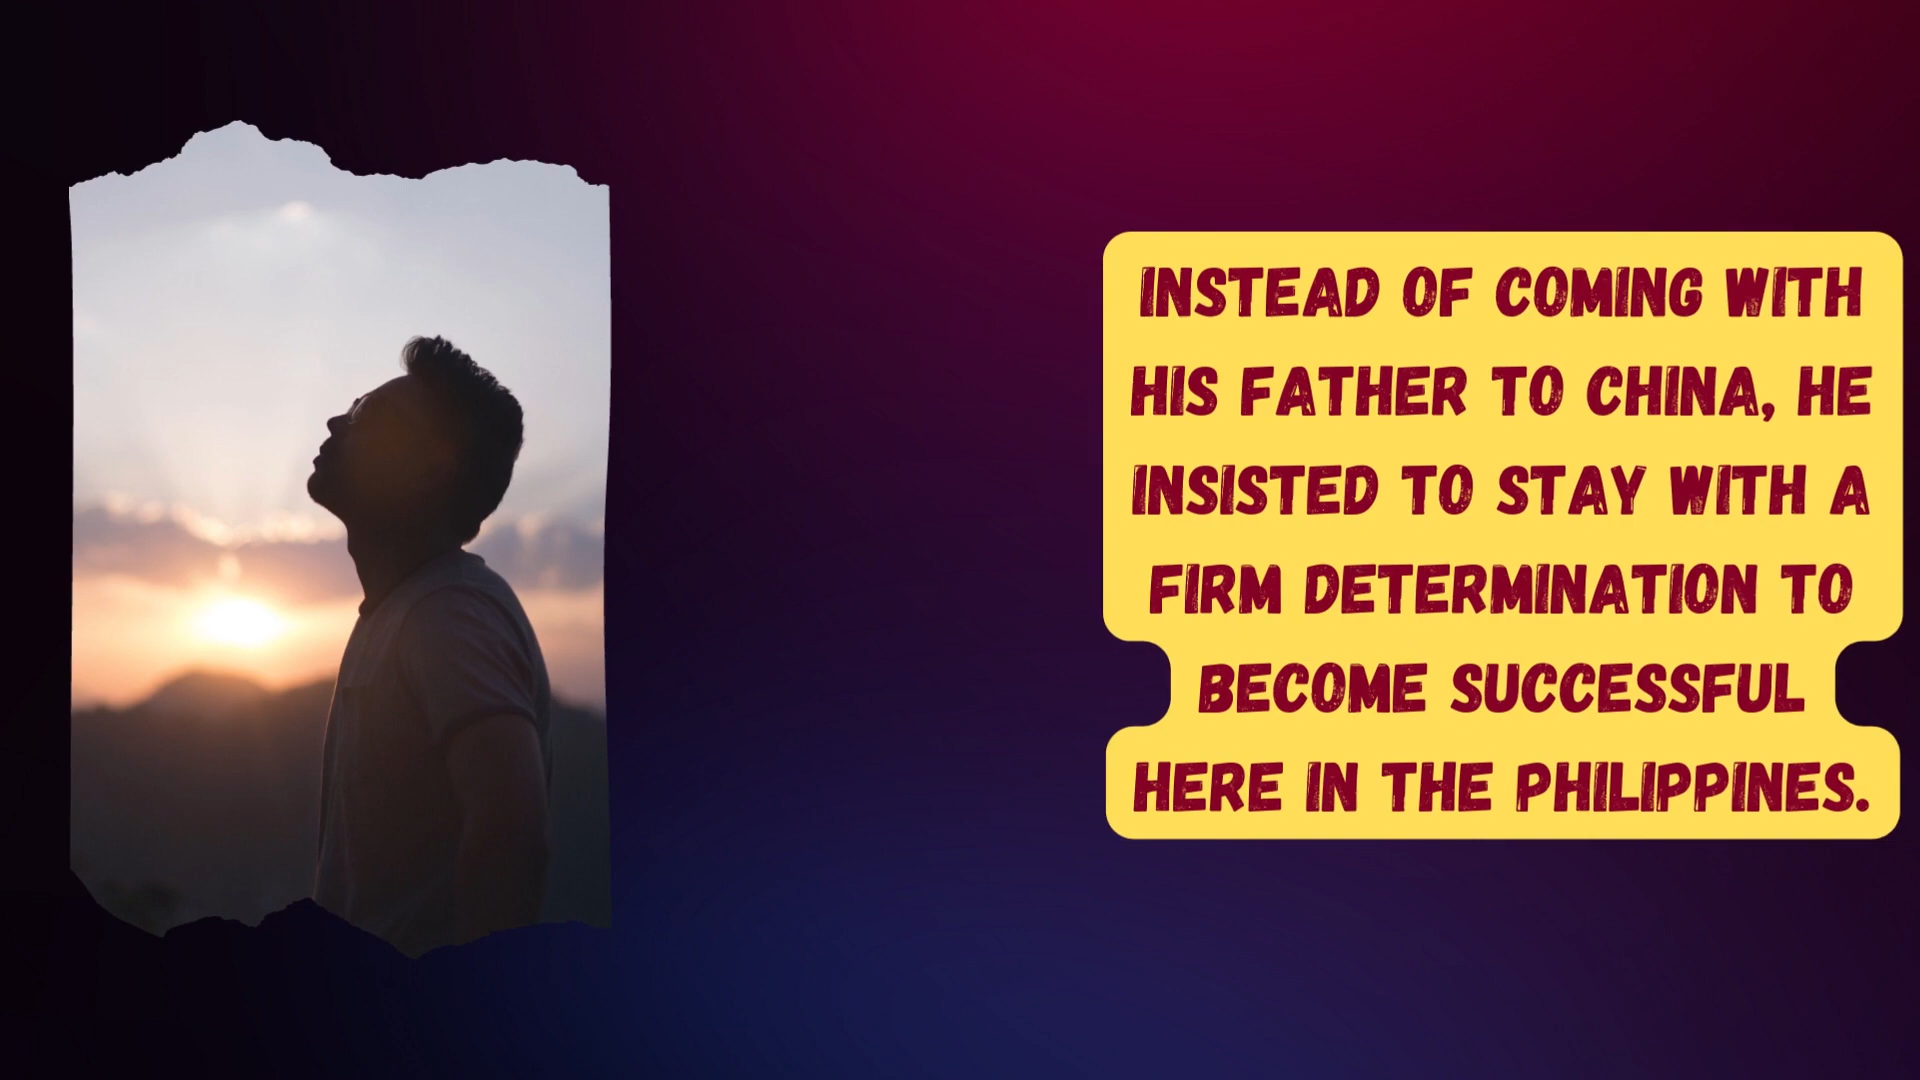 INSTEAD OF COMING WITH
HIS FATHER TO CHINA, HE
INSISTED TO STAY WITH A
FIRM DETERMINATION TO
BECOME SUCCESSFUL
HERE IN THE PHILIPPINES.